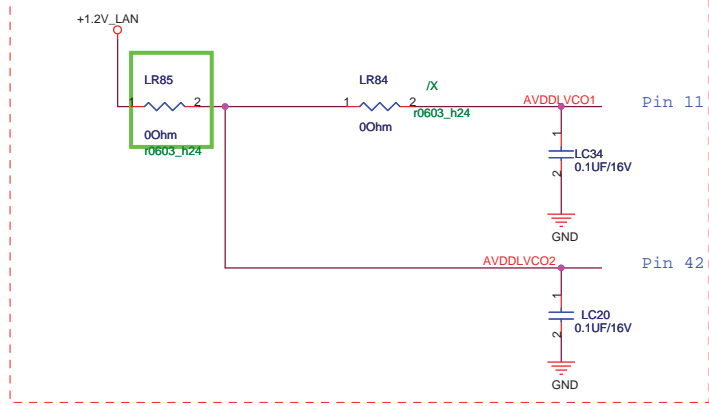 +1.2V_LAN
LR85
1
2
0Ohm
r0603_h24
LR84
/X
1
2
0Ohm
r0603_h24
AVDDLVCO1
Pin 11
1
2
LC34
0.1UF/16V
GND
AVDDLVCO2
Pin 42
1
2
LC20
0.1UF/16V
GND